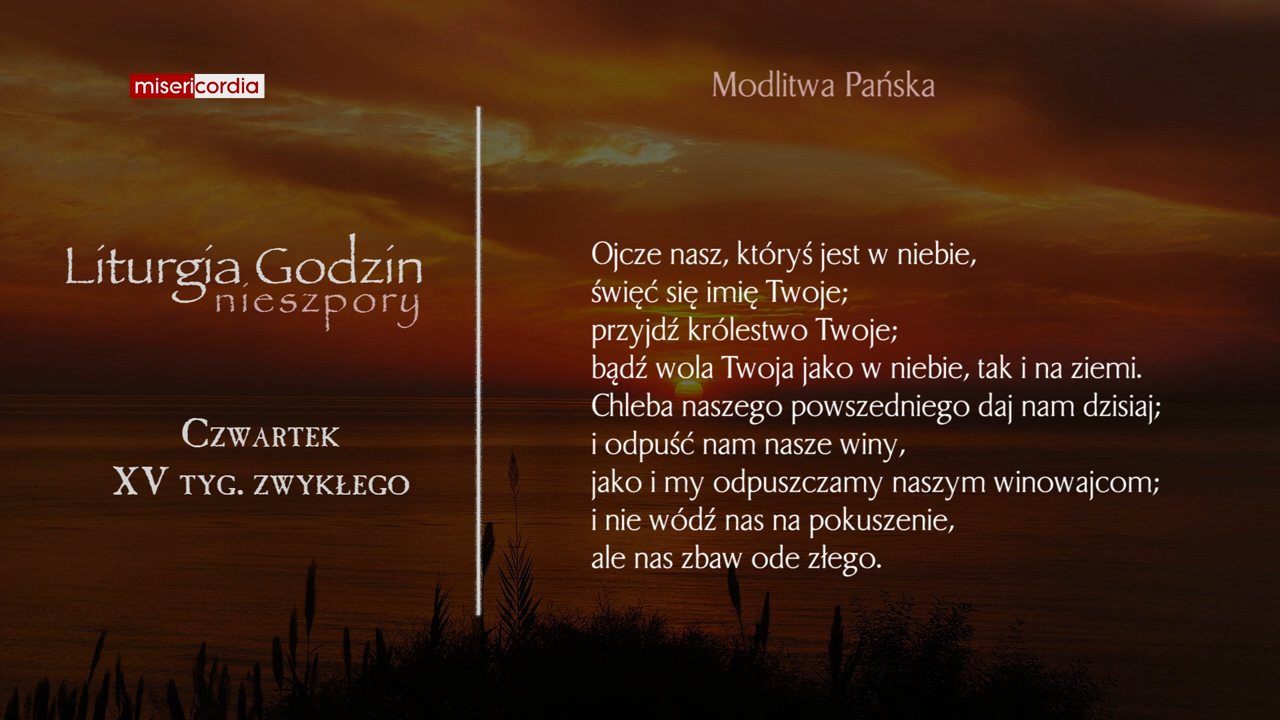 misericordia
Liturgia Godzin
nieszpory
Czwartek
XV tyg. zwykłego
Modlitwa Pańska
Ojcze nasz, któryś jest w niebie,
święć się imię Twoje;
przyjdź królestwo Twoje;
bądź wola Twoja jako w niebie, tak i na ziemi.
Chleba naszego powszedniego daj nam dzisiaj;
i odpuść nam nasze winy,
jako i my odpuszczamy naszym winowajcom;
i nie wódź nas na pokuszenie,
ale nas zbaw ode złego.